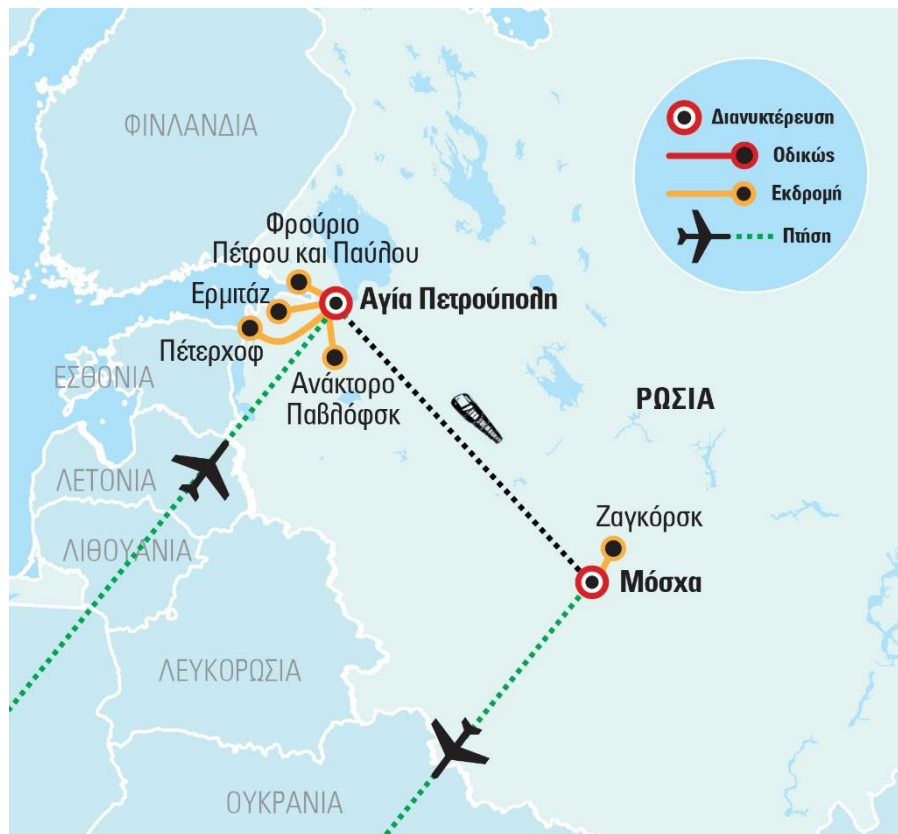 ΦΙΝΛΑΝΔΙΑ
Διανυκτέρευση
Οδικώς
Εκδρομή
Πτήση
Φρούριο
Πέτρου και Παύλου
Ερμιτάζ
Αγία Πετρούπολη
Πέτερχοφ
ΕΣΘΟΝΙΑ
Ανάκτορο
Παβλόφσκ
ΡΩΣΙΑ
ΛΕΤΟΝΙΑ
Ζαγκόρσκ
ΛΙΘΟΥΑΝΙΑ
Μόσχα
ΛΕΥΚΟΡΩΣΙΑ
ΟΥΚΡΑΝΙΑ